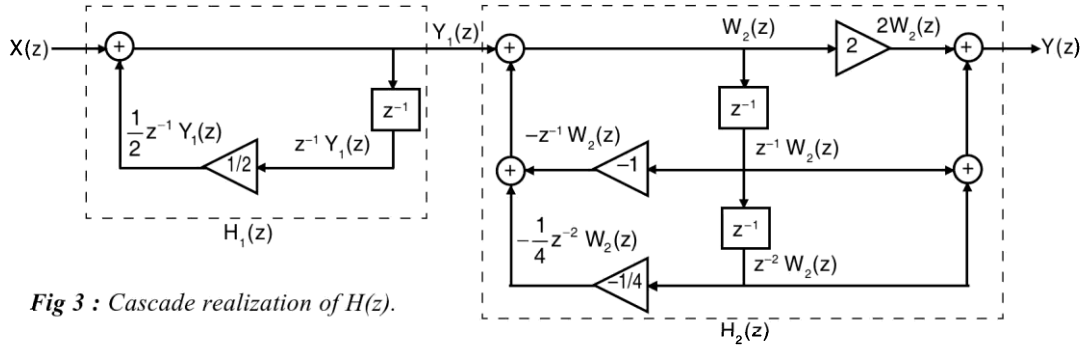 X(z)
+
Y₁(z)
+
W₂(z)
2
2W₂(z)
+
Y(z)
z⁻¹
z⁻¹
1/2 z⁻¹ Y₁(z)
z⁻¹ Y₁(z)
1/2
−z⁻¹ W₂(z)
z⁻¹ W₂(z)
+
−1
+
H₁(z)
−1/4 z⁻² W₂(z)
z⁻¹
z⁻² W₂(z)
−1/4
Fig 3 : Cascade realization of H(z).
H₂(z)